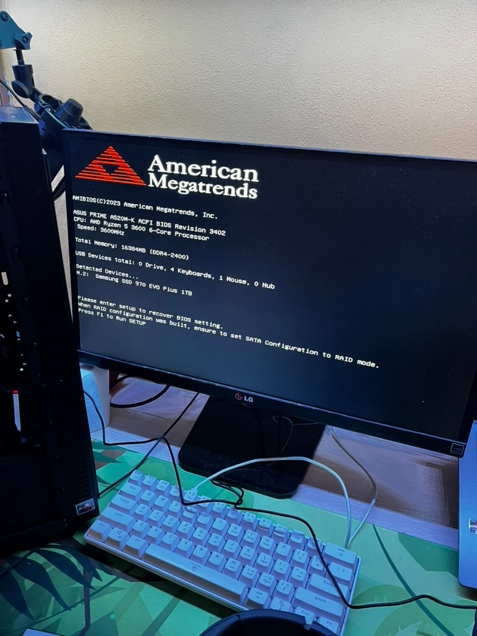 American
Megatrends
AMIBIOS(C)2023 American Megatrends, Inc.
ASUS PRIME A520M-K ACPI BIOS Revision 3402
CPU: AMD Ryzen 5 3600 6-Core Processor
Speed: 3600MHz
Total Memory: 16384MB (DDR4-2400)
USB Devices total: 0 Drive, 4 Keyboards, 1 Mouse, 0 Hub
Detected Devices...
M.2: Samsung SSD 970 EVO Plus 1TB
Please enter setup to recover BIOS setting.
When RAID configuration was built, ensure to set SATA Configuration to RAID mode.
Press F1 to Run SETUP
LG